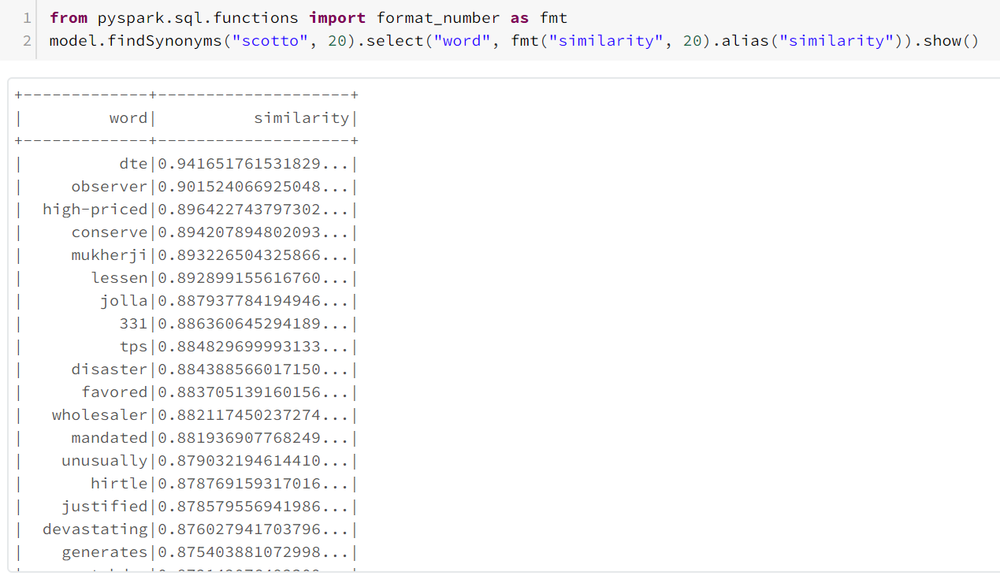 1 from pyspark.sql.functions import format_number as fmt
2 model.findSynonyms("scotto", 20).select("word", fmt("similarity", 20).alias("similarity")).show()
+-------------+--------------------+
|         word|          similarity|
+-------------+--------------------+
|          dte|0.941651761531829...|
|     observer|0.901524066925048...|
|  high-priced|0.896422743797302...|
|     conserve|0.894207894802093...|
|     mukherji|0.893226504325866...|
|       lessen|0.892899155616760...|
|        jolla|0.887937784194946...|
|          331|0.886360645294189...|
|          tps|0.884829699993133...|
|     disaster|0.884388566017150...|
|      favored|0.883705139160156...|
|   wholesaler|0.882117450237274...|
|     mandated|0.881936907768249...|
|    unusually|0.879032194614410...|
|       hirtle|0.878769159317016...|
|    justified|0.878579556941986...|
|  devastating|0.876027941703796...|
|    generates|0.875403881072998...|